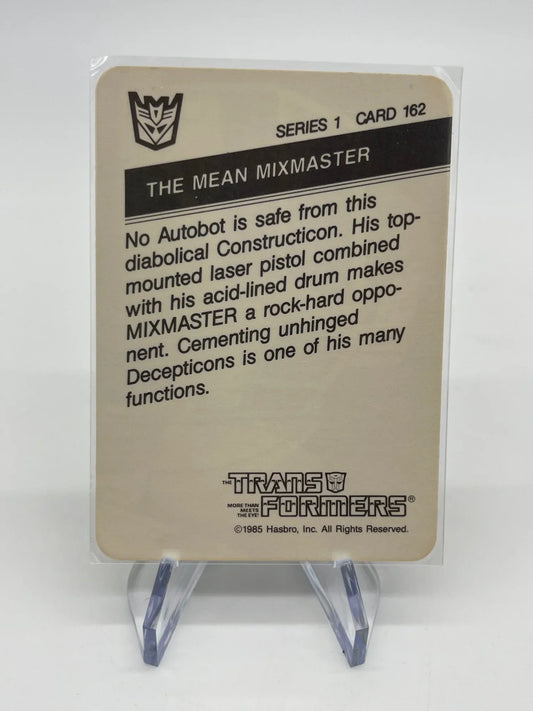 SERIES 1 CARD 162
THE MEAN MIXMASTER
No Autobot is safe from this
diabolical Constructicon. His top-
mounted laser pistol combined
with his acid-lined drum makes
MIXMASTER a rock-hard oppo-
nent. Cementing unhinged
Decepticons is one of his many
functions.
THE TRANSFORMERS®
MORE THAN
MEETS
THE EYE!
©1985 Hasbro, Inc. All Rights Reserved.